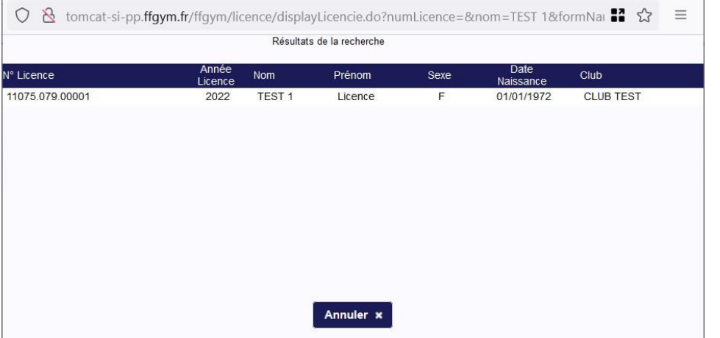 tomcat-si-pp.ffgym.fr/ffgym/licence/displayLicencie.do?numLicence=&nom=TEST 1&formNar
Résultats de la recherche
N° Licence Année Licence Nom Prénom Sexe Date Naissance Club
11075.079.00001 2022 TEST 1 Licence F 01/01/1972 CLUB TEST
Annuler ×